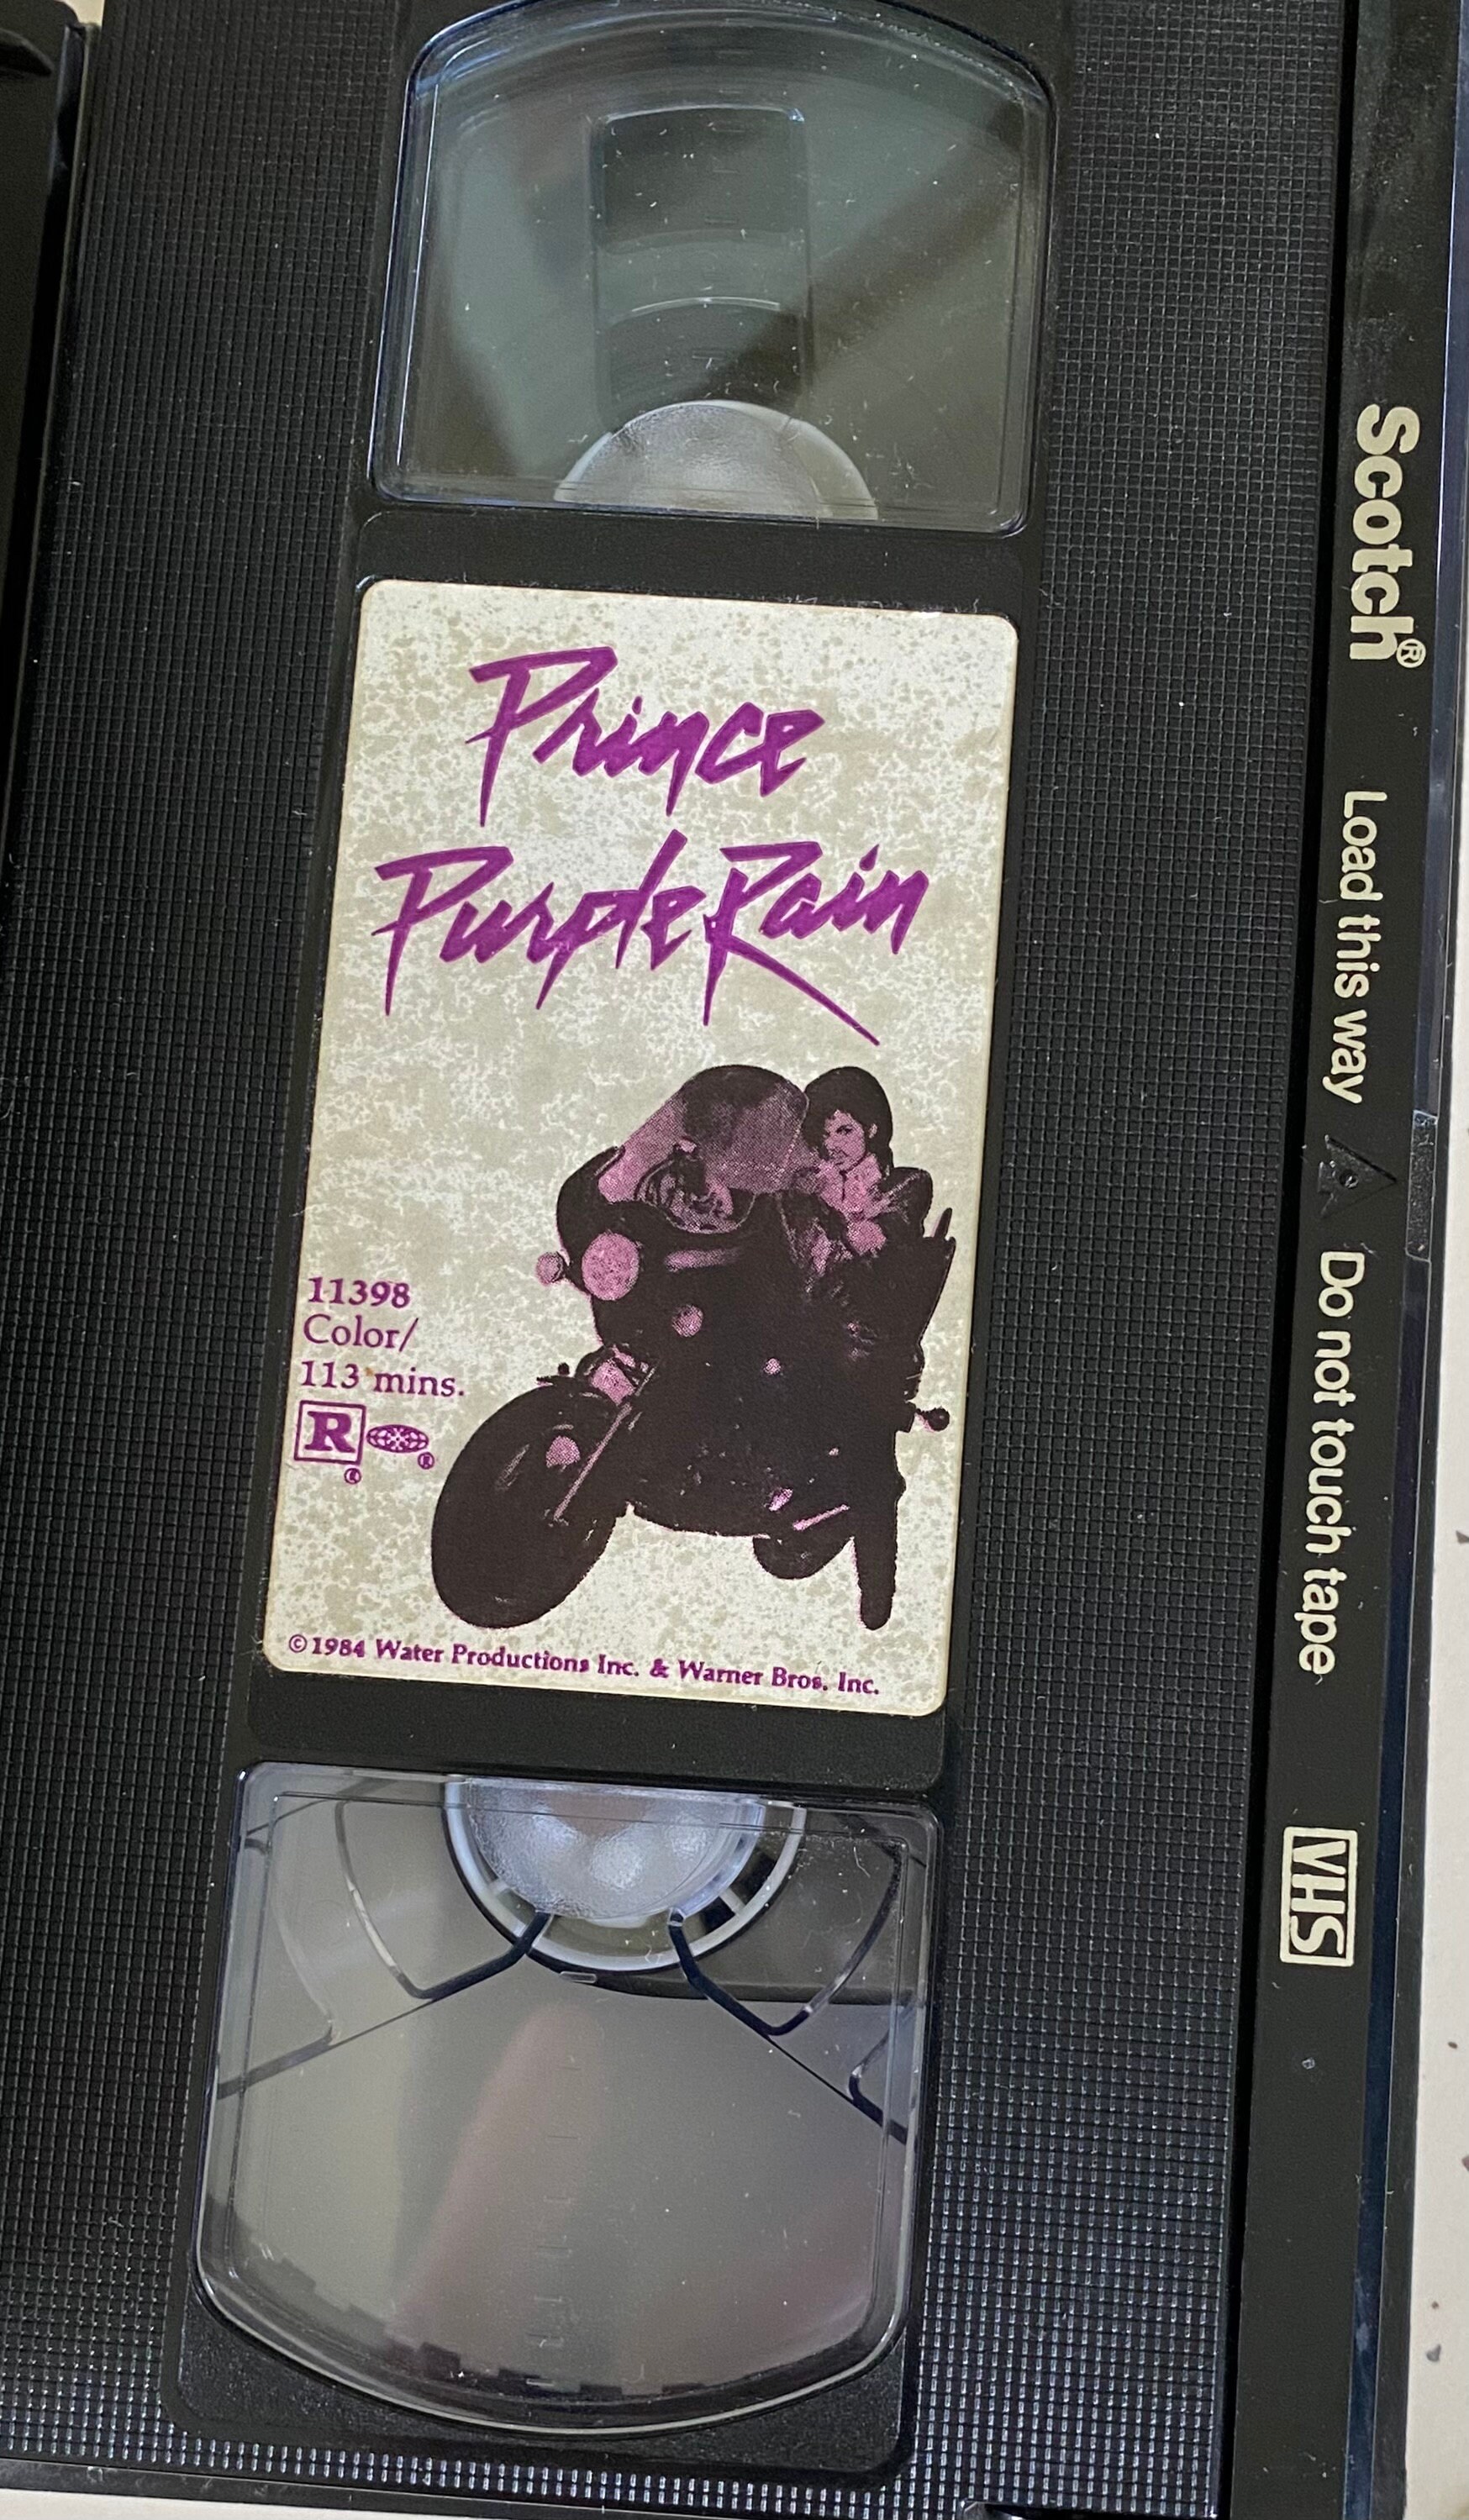 Prince
Purple Rain
11398
Color/
113 mins.
R ®
®
©1984 Water Productions Inc. & Warner Bros. Inc.
Scotch®
Load this way
Do not touch tape
VHS